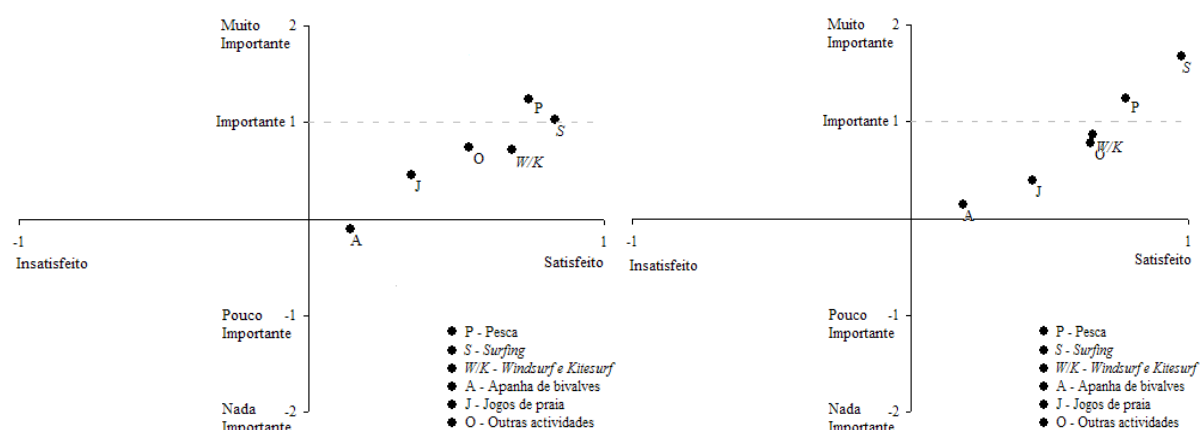 Muito 2
Importante
P
Importante 1
S
O
W/K
J
A
-1
1
Insatisfeito
Satisfeito
Pouco -1
Importante
P - Pesca
S - Surfing
W/K - Windsurf e Kitesurf
A - Apanha de bivalves
J - Jogos de praia
Nada -2
O - Outras actividades
Importante
Muito 2
Importante
S
P
Importante 1
W/K
O
J
A
-1
1
Insatisfeito
Satisfeito
Pouco -1
Importante
P - Pesca
S - Surfing
W/K - Windsurf e Kitesurf
A - Apanha de bivalves
J - Jogos de praia
Nada -2
O - Outras actividades
Importante